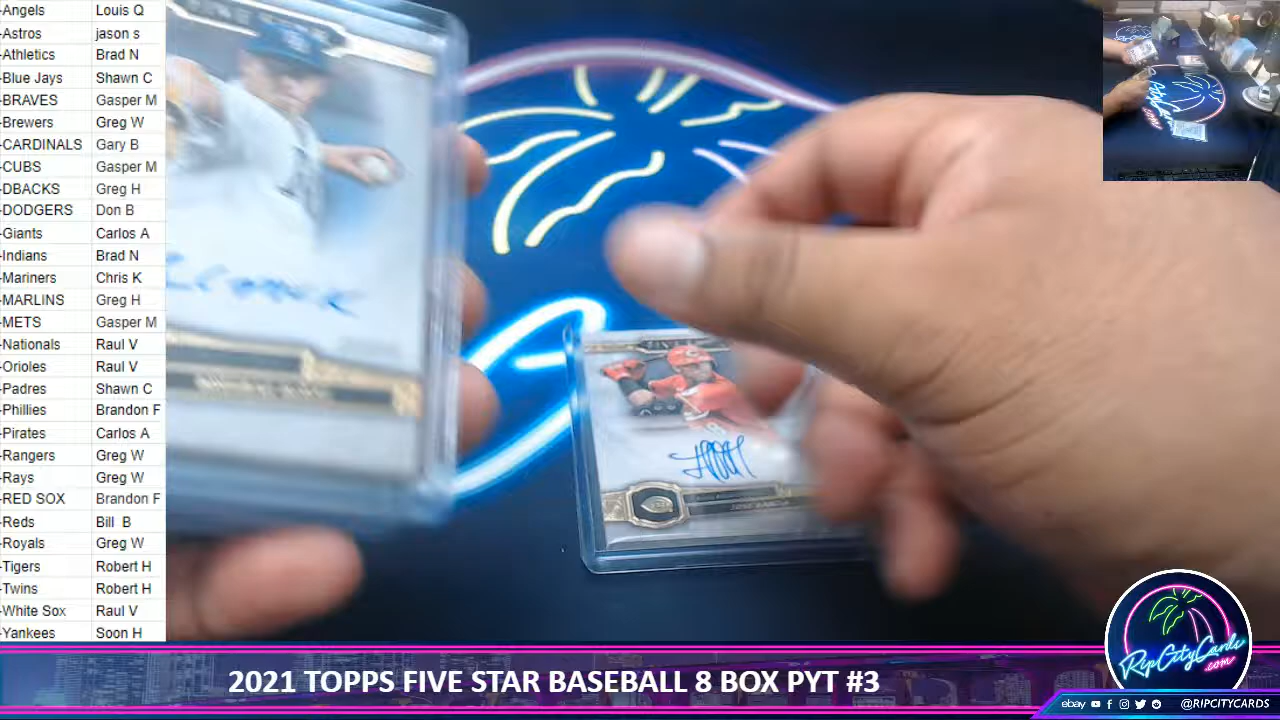 -Angels Louis Q
-Astros jason s
-Athletics Brad N
-Blue Jays Shawn C
-BRAVES Gasper M
-Brewers Greg W
-CARDINALS Gary B
-CUBS Gasper M
-DBACKS Greg H
-DODGERS Don B
-Giants Carlos A
-Indians Brad N
-Mariners Chris K
-MARLINS Greg H
-METS Gasper M
-Nationals Raul V
-Orioles Raul V
-Padres Shawn C
-Phillies Brandon F
-Pirates Carlos A
-Rangers Greg W
-Rays Greg W
-RED SOX Brandon F
-Reds Bill B
-Royals Greg W
-Tigers Robert H
-Twins Robert H
-White Sox Raul V
-Yankees Soon H
RipCityCards
.com
2021 TOPPS FIVE STAR BASEBALL 8 BOX PYT #3
ebay @RIPCITYCARDS